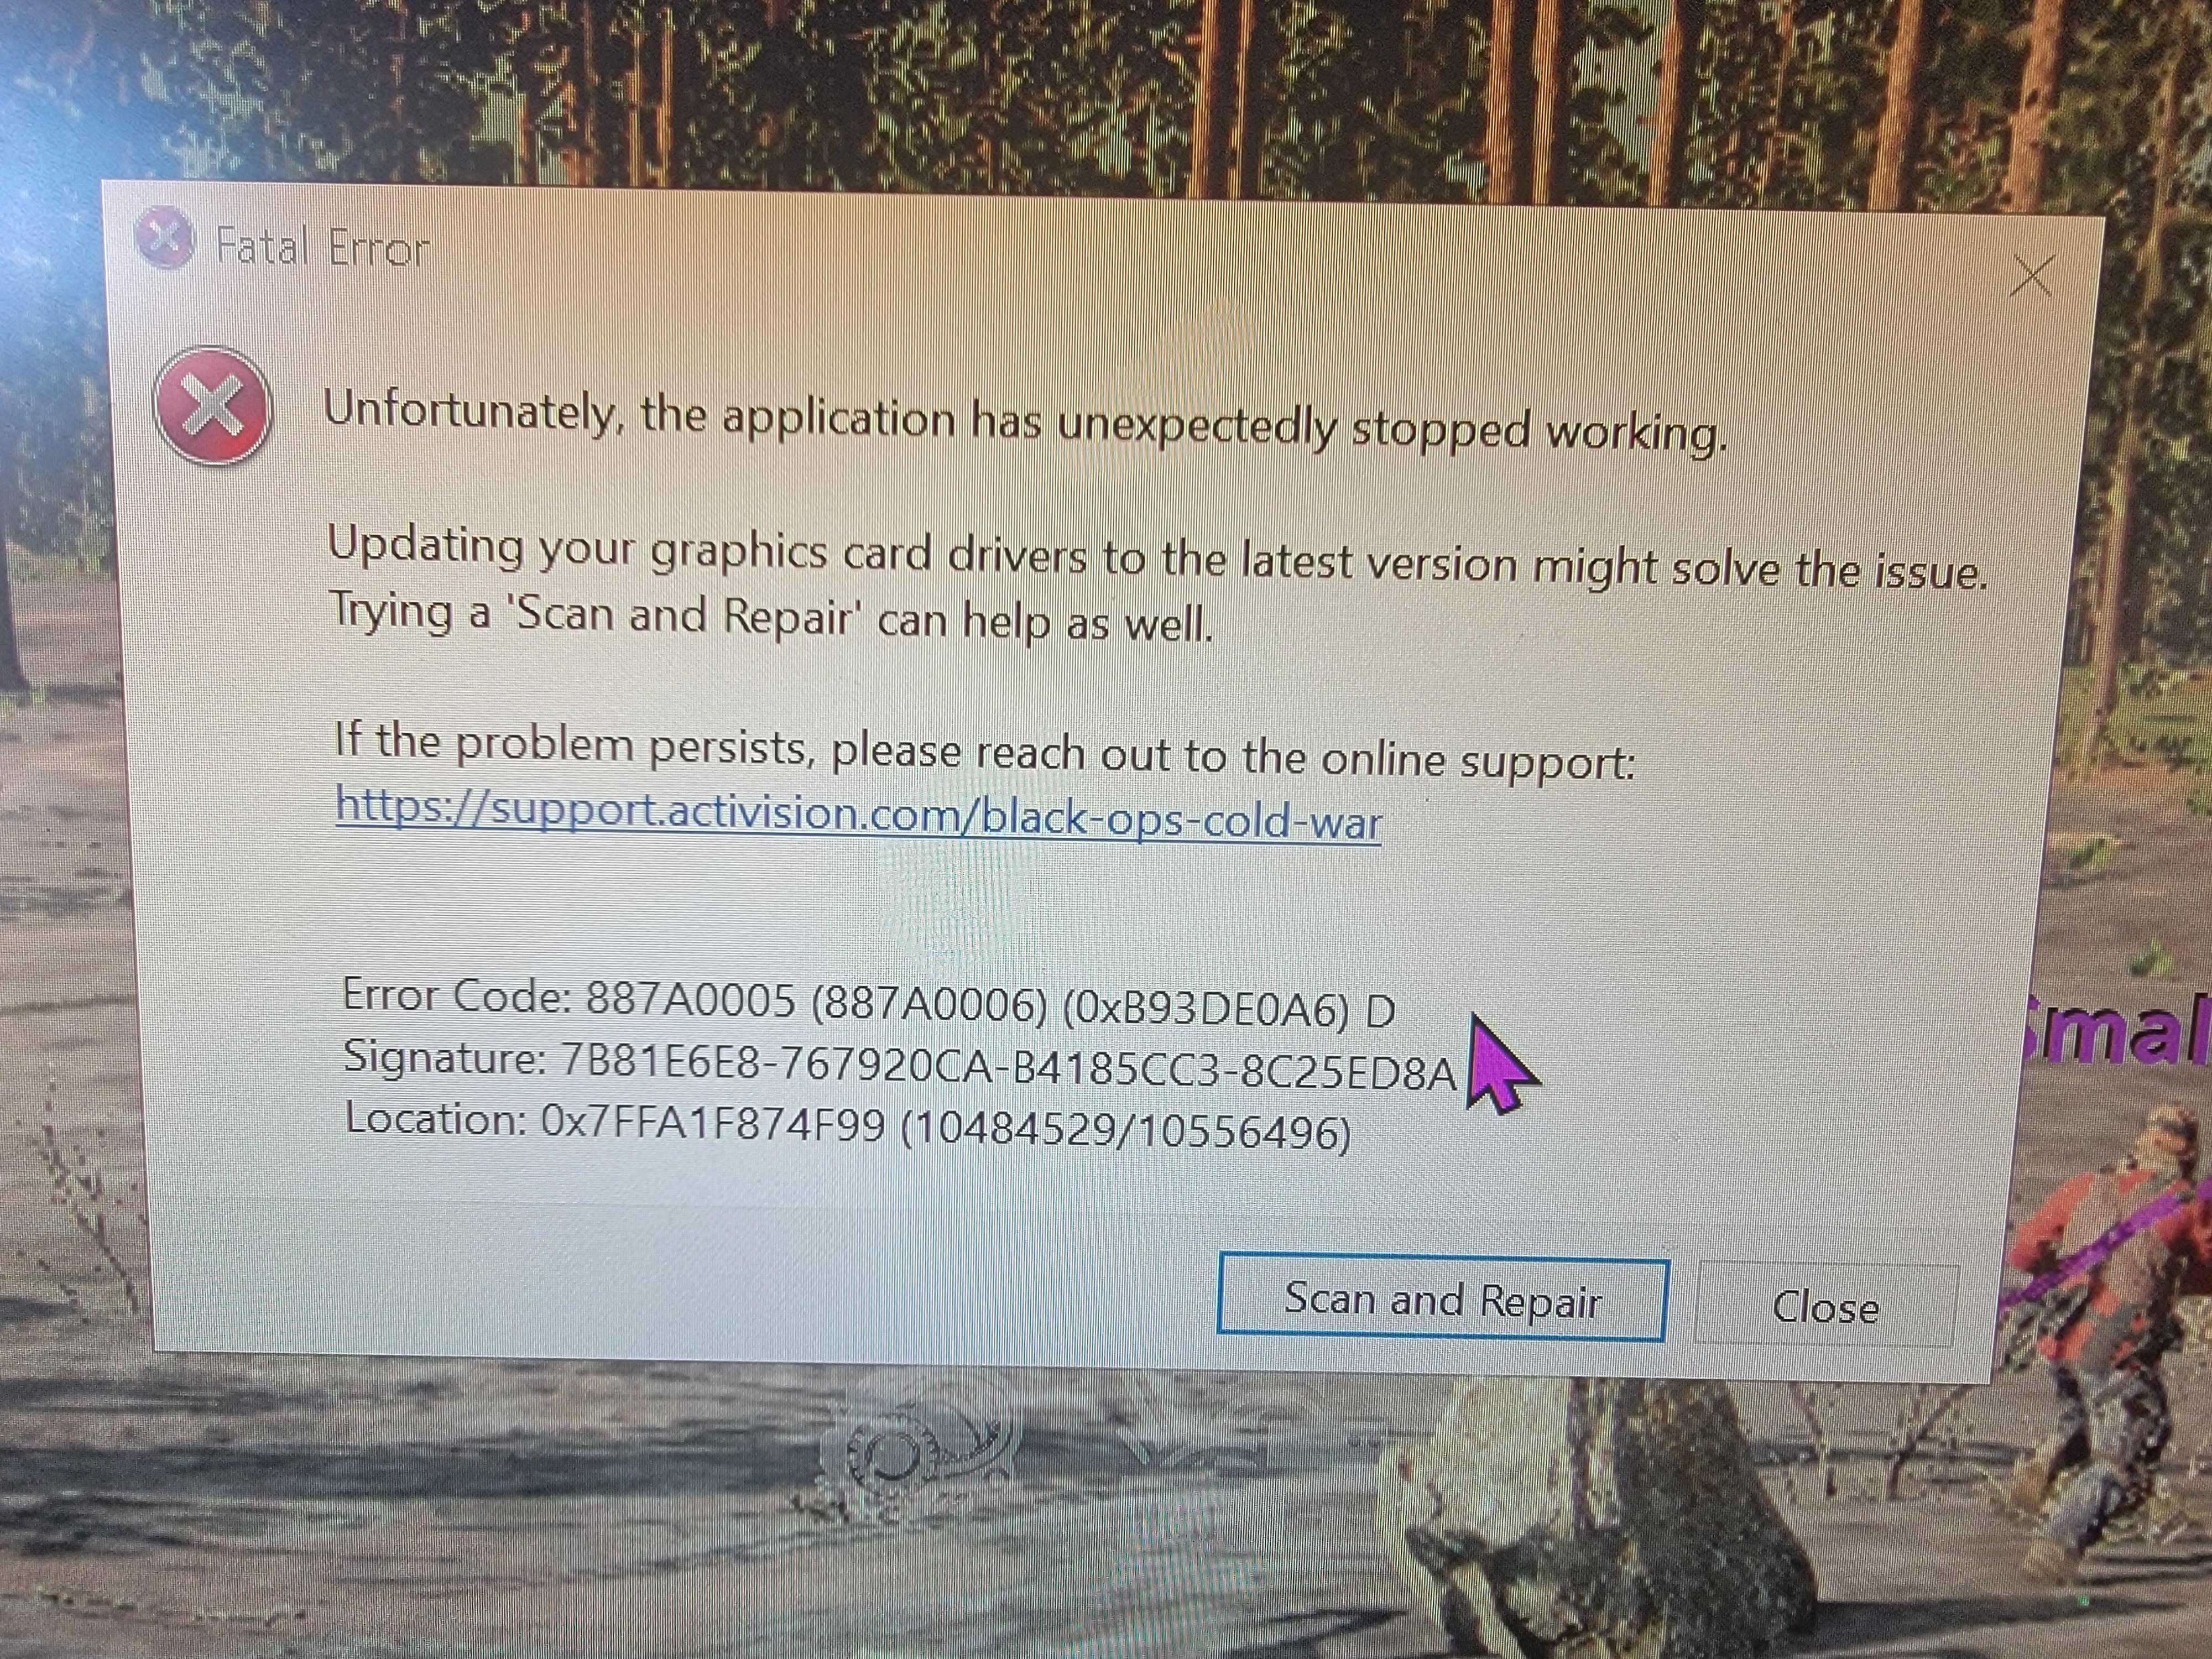 Fatal Error
Unfortunately, the application has unexpectedly stopped working.
Updating your graphics card drivers to the latest version might solve the issue.
Trying a 'Scan and Repair' can help as well.
If the problem persists, please reach out to the online support:
https://support.activision.com/black-ops-cold-war
Error Code: 887A0005 (887A0006) (0xB93DE0A6) D
Signature: 7B81E6E8-767920CA-B4185CC3-8C25ED8A
Location: 0x7FFA1F874F99 (10484529/10556496)
Scan and Repair
Close